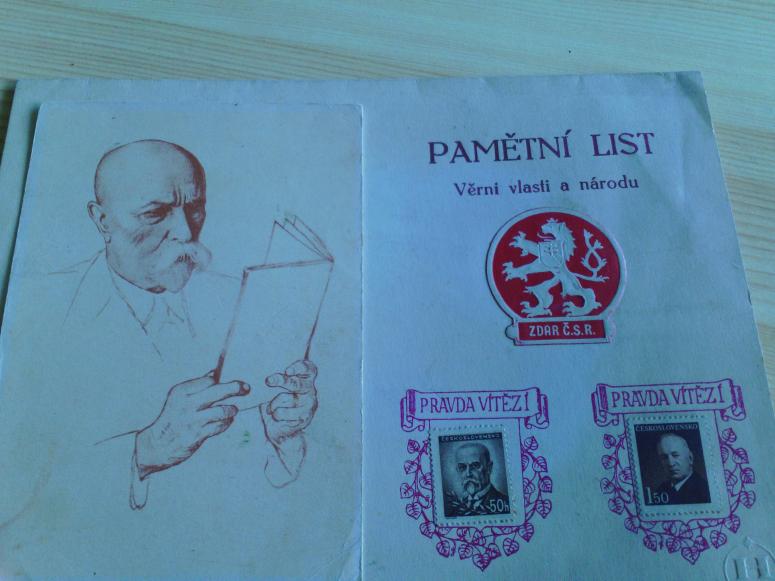 PAMĚTNÍ LIST
Věrni vlasti a národu
ZDAR Č.S.R.
PRAVDA VÍTĚZÍ
PRAVDA VÍTĚZÍ
ČESKOSLOVENSKO
50h
ČESKOSLOVENSKO
1.50